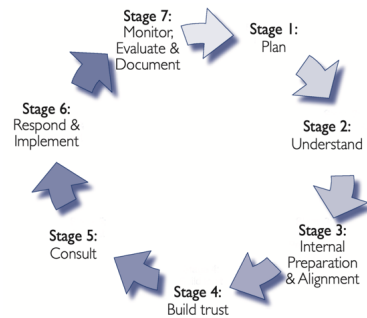 Stage 1:
Plan
Stage 2:
Understand
Stage 3:
Internal
Preparation
& Alignment
Stage 4:
Build trust
Stage 5:
Consult
Stage 6:
Respond &
Implement
Stage 7:
Monitor,
Evaluate &
Document